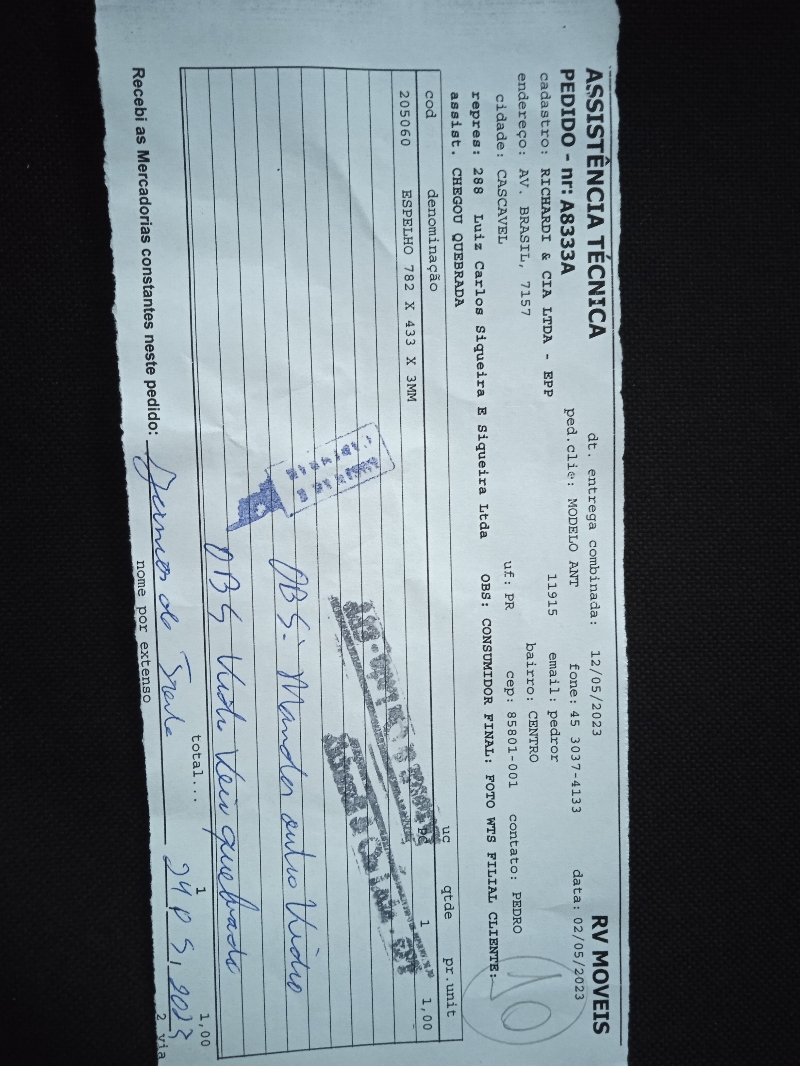 ASSISTÊNCIA TÉCNICA dt. entrega combinada: 12/05/2023 RV MOVEIS
PEDIDO - nr: A8333A ped.clie: MODELO ANT fone: 45 3037-4133 data: 02/05/2023
cadastro: RICHARDI & CIA LTDA - EPP 11915 email: pedror
endereço: AV. BRASIL, 7157 bairro: CENTRO
cidade: CASCAVEL uf: PR cep: 85801-001 contato: PEDRO
repres: 288 Luiz Carlos Siqueira E Siqueira Ltda OBS: CONSUMIDOR FINAL: FOTO WTS FILIAL CLIENTE:
assist. CHEGOU QUEBRADA
10
cod denominação uc qtde pr.unit
205060 ESPELHO 782 X 433 X 3MM pc 1 1,00
OBS: Mandar outro Vidro
OBS Vidro Veio quebrado
total... 1 1,00
Recebi as Mercadorias constantes neste pedido: 24 05, 2023
nome por extenso 2 via